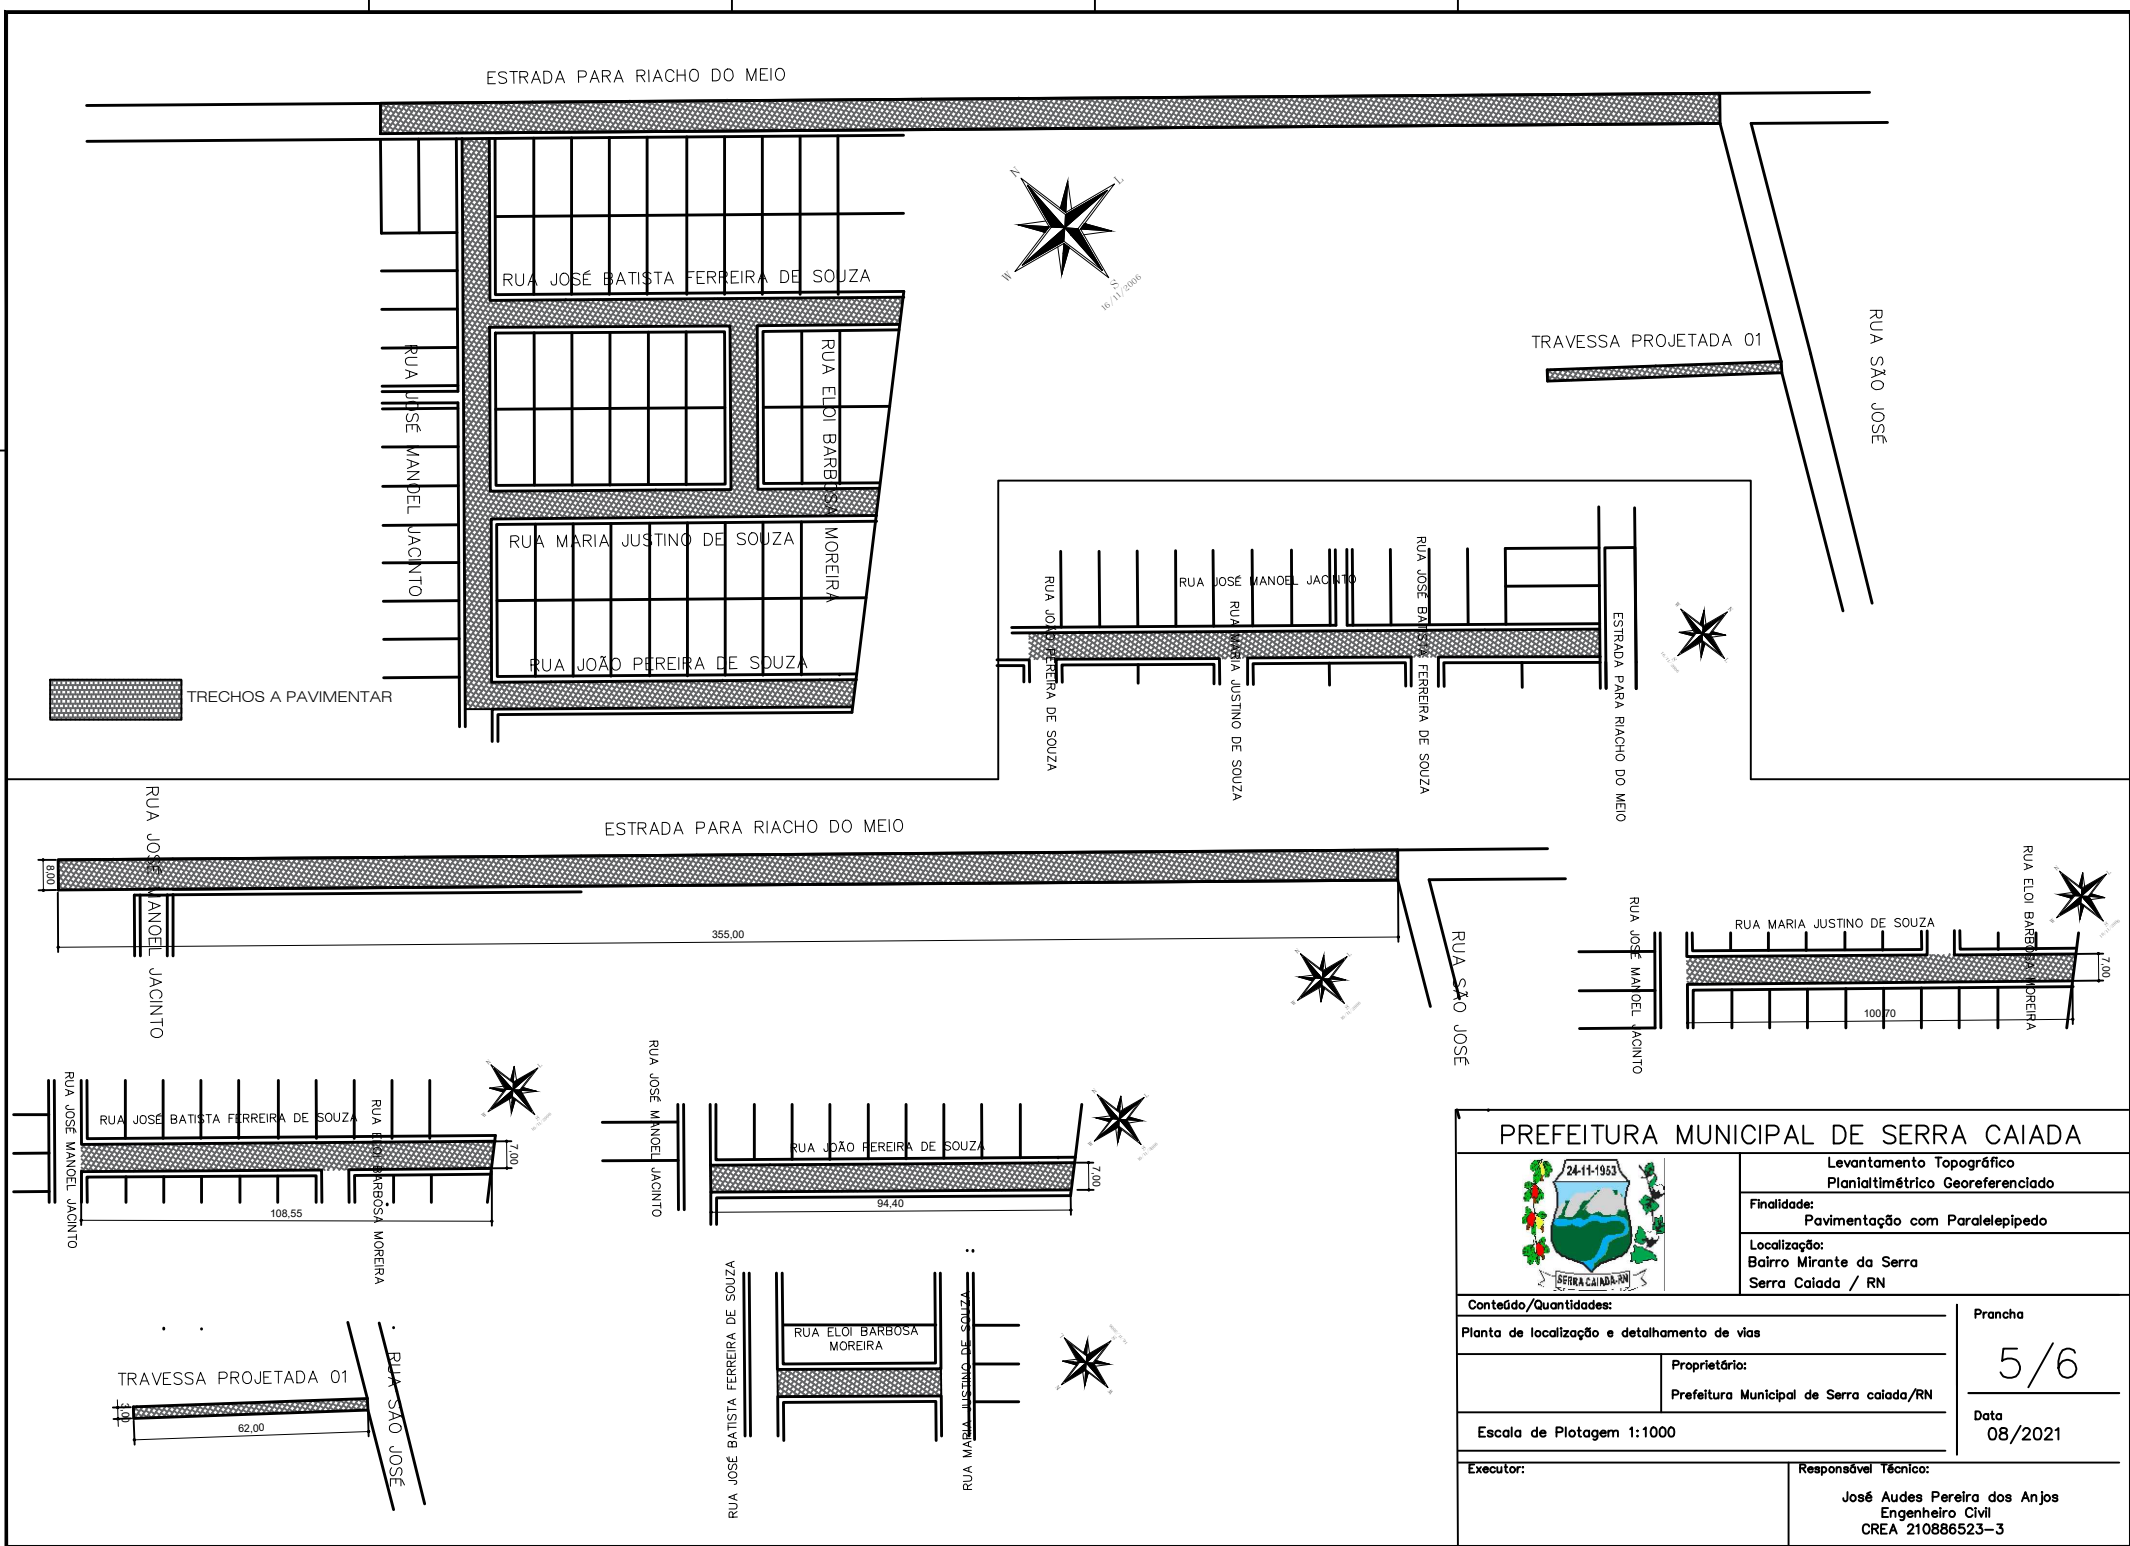 ESTRADA PARA RIACHO DO MEIO
N
L
W
S
16/11/2006
RUA JOSÉ BATISTA FERREIRA DE SOUZA
TRAVESSA PROJETADA 01
RUA SÃO JOSÉ
RUA JOSÉ MANOEL JACINTO
RUA ELOI BARBOSA MOREIRA
RUA MARIA JUSTINO DE SOUZA
RUA JOÃO PEREIRA DE SOUZA
TRECHOS A PAVIMENTAR
RUA JOSÉ MANOEL JACINTO
RUA JOÃO PEREIRA DE SOUZA
RUA MARIA JUSTINO DE SOUZA
RUA JOSÉ BATISTA FERREIRA DE SOUZA
ESTRADA PARA RIACHO DO MEIO
RUA JOSÉ MANOEL JACINTO
ESTRADA PARA RIACHO DO MEIO
8,00
355,00
RUA SÃO JOSÉ
RUA JOSÉ MANOEL JACINTO
RUA MARIA JUSTINO DE SOUZA
RUA ELOI BARBOSA MOREIRA
7,00
100,70
RUA JOSÉ MANOEL JACINTO
RUA JOSÉ BATISTA FERREIRA DE SOUZA
RUA ELOI BARBOSA MOREIRA
7,00
108,55
RUA JOSÉ MANOEL JACINTO
RUA JOÃO PEREIRA DE SOUZA
7,00
94,40
TRAVESSA PROJETADA 01
3,00
62,00
RUA SÃO JOSÉ
RUA JOSÉ BATISTA FERREIRA DE SOUZA
RUA ELOI BARBOSA
MOREIRA
RUA MARIA JUSTINO DE SOUZA
PREFEITURA MUNICIPAL DE SERRA CAIADA
24-11-1953
SERRA CAIADA-RN
Levantamento Topográfico
Planialtimétrico Georeferenciado
Finalidade:
Pavimentação com Paralelepipedo
Localização:
Bairro Mirante da Serra
Serra Caiada / RN
Conteúdo/Quantidades:
Planta de localização e detalhamento de vias
Prancha
5/6
Proprietário:
Prefeitura Municipal de Serra caiada/RN
Data
08/2021
Escala de Plotagem 1:1000
Executor:
Responsável Técnico:
José Audes Pereira dos Anjos
Engenheiro Civil
CREA 210886523-3